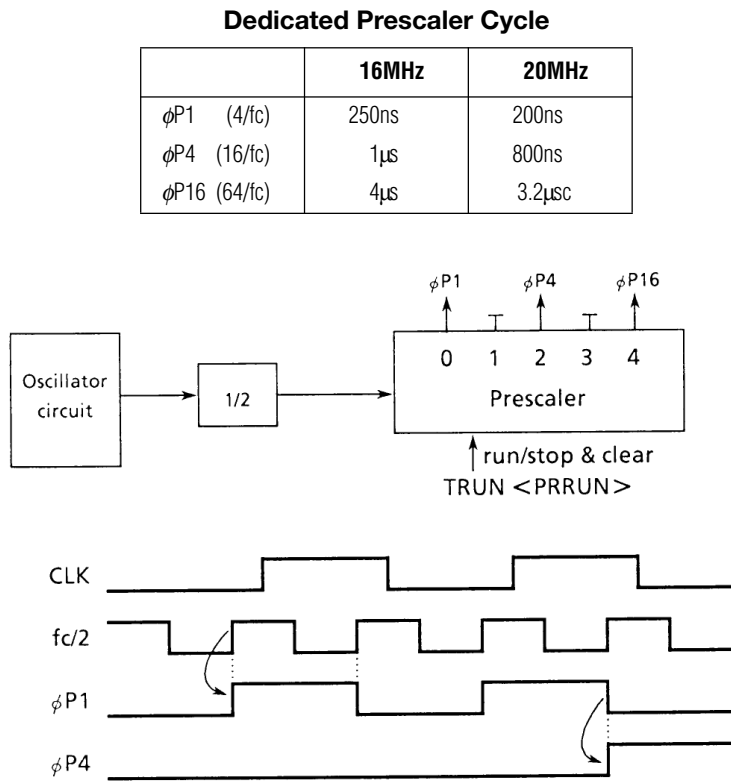 Dedicated Prescaler Cycle
16MHz 20MHz
ϕP1 (4/fc) 250ns 200ns
ϕP4 (16/fc) 1µs 800ns
ϕP16 (64/fc) 4µs 3.2µsc
ϕP1 ϕP4 ϕP16
0 1 2 3 4
Prescaler
Oscillator
circuit
1/2
run/stop & clear
TRUN <PRRUN>
CLK
fc/2
ϕP1
ϕP4